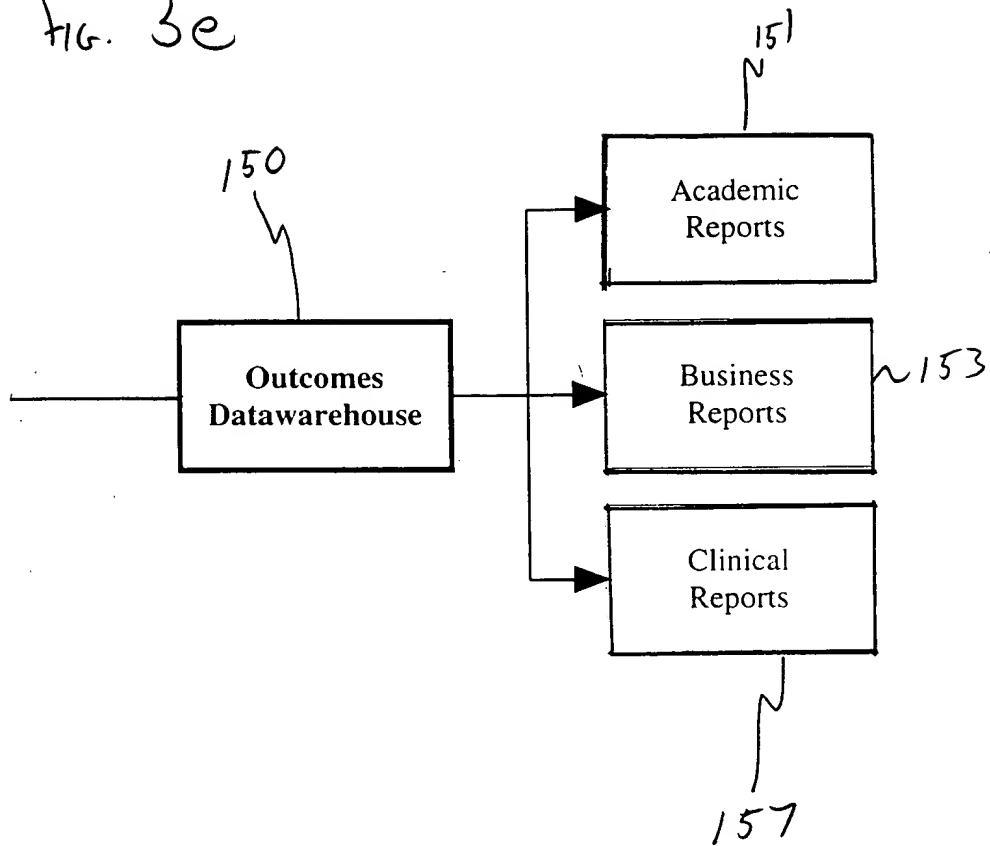 FIG. 3e
151
150
Academic
Reports
Outcomes
Datawarehouse
Business
Reports
153
Clinical
Reports
157